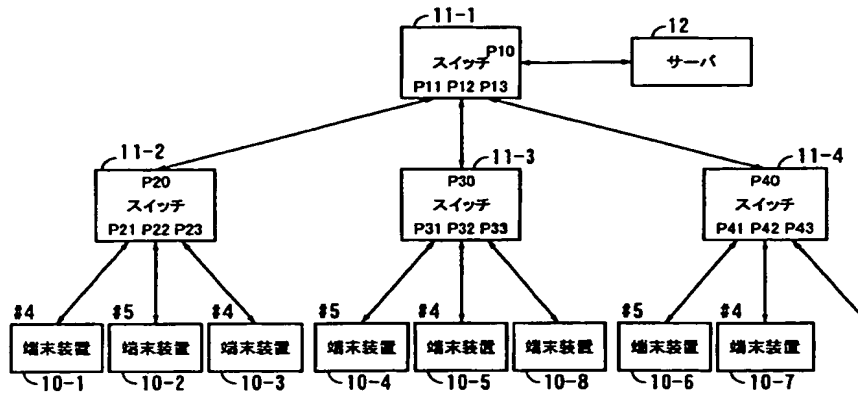 11-1
12
スイッチ P10
P11 P12 P13
サーバ
11-2
11-3
11-4
P20
スイッチ
P21 P22 P23
P30
スイッチ
P31 P32 P33
P40
スイッチ
P41 P42 P43
#4
#5
#4
#5
#4
#5
#4
端末装置
端末装置
端末装置
端末装置
端末装置
端末装置
端末装置
端末装置
10-1
10-2
10-3
10-4
10-5
10-8
10-6
10-7